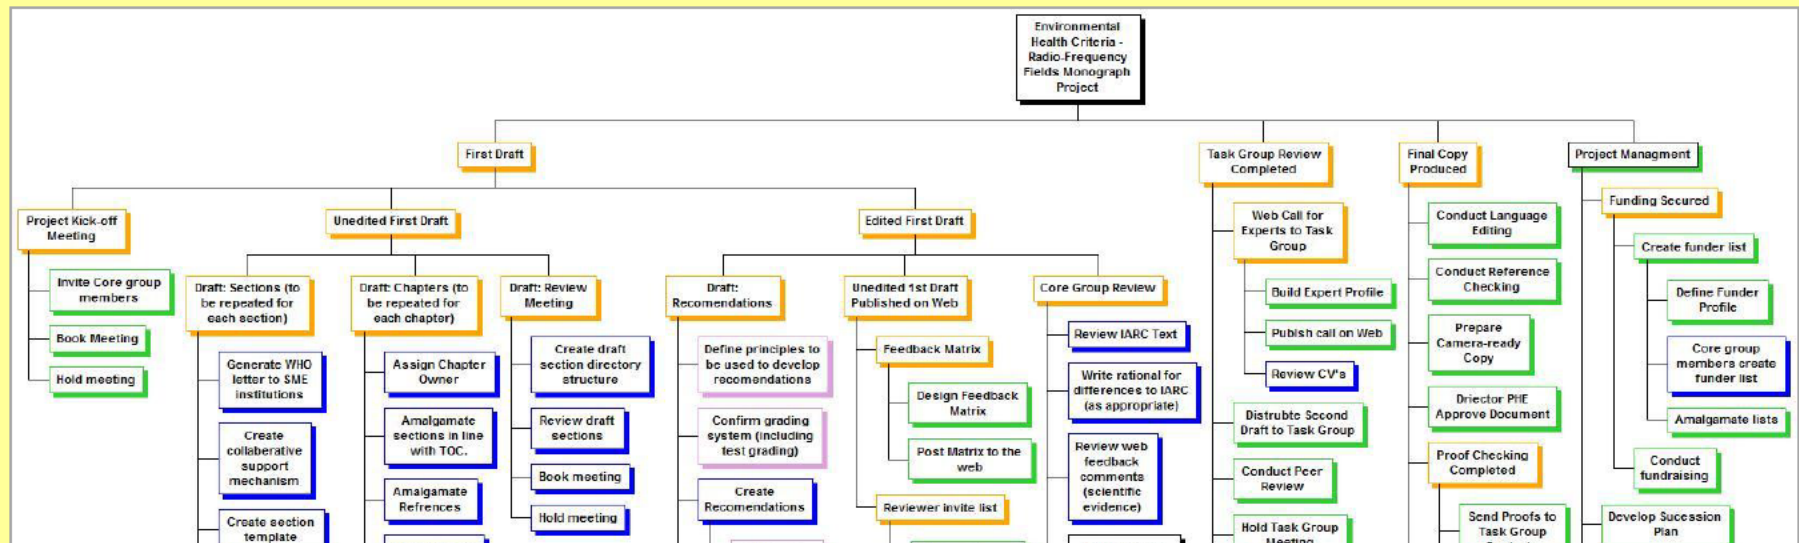 Environmental
Health Criteria -
Radio-Frequency
Fields Monograph
Project
First Draft
Task Group Review
Completed
Final Copy
Produced
Project Managment
Project Kick-off
Meeting
Unedited First Draft
Edited First Draft
Invite Core group
members
Book Meeting
Hold meeting
Draft: Sections (to
be repeated for
each section)
Generate WHO
letter to SME
institutions
Create
collaberative
support
mechanism
Create section
template
Draft: Chapters (to
be repeated for
each chapter)
Assign Chapter
Owner
Amalgamate
sections in line
with TOC.
Amalgamate
Refrences
Draft: Review
Meeting
Create draft
section directory
structure
Review draft
sections
Book meeting
Hold meeting
Draft:
Recomendations
Define principles to
be used to develop
recomendations
Confirm grading
system (including
test grading)
Create
Recomendations
Unedited 1st Draft
Published on Web
Feedback Matrix
Design Feedback
Matrix
Post Matrix to the
web
Reviewer invite list
Core Group Review
Review IARC Text
Write rational for
differences to IARC
(as appropriate)
Review web
feedback
comments
(scientific
evidence)
Web Call for
Experts to Task
Group
Build Expert Profile
Publish call on Web
Review CV's
Distrubte Second
Draft to Task Group
Conduct Peer
Review
Hold Task Group
Meeting
Conduct Language
Editing
Conduct Reference
Checking
Prepare
Camera-ready
Copy
Driector PHE
Approve Document
Proof Checking
Completed
Send Proofs to
Task Group
Funding Secured
Create funder list
Define Funder
Profile
Core group
members create
funder list
Amalgamate lists
Conduct
fundraising
Develop Sucession
Plan